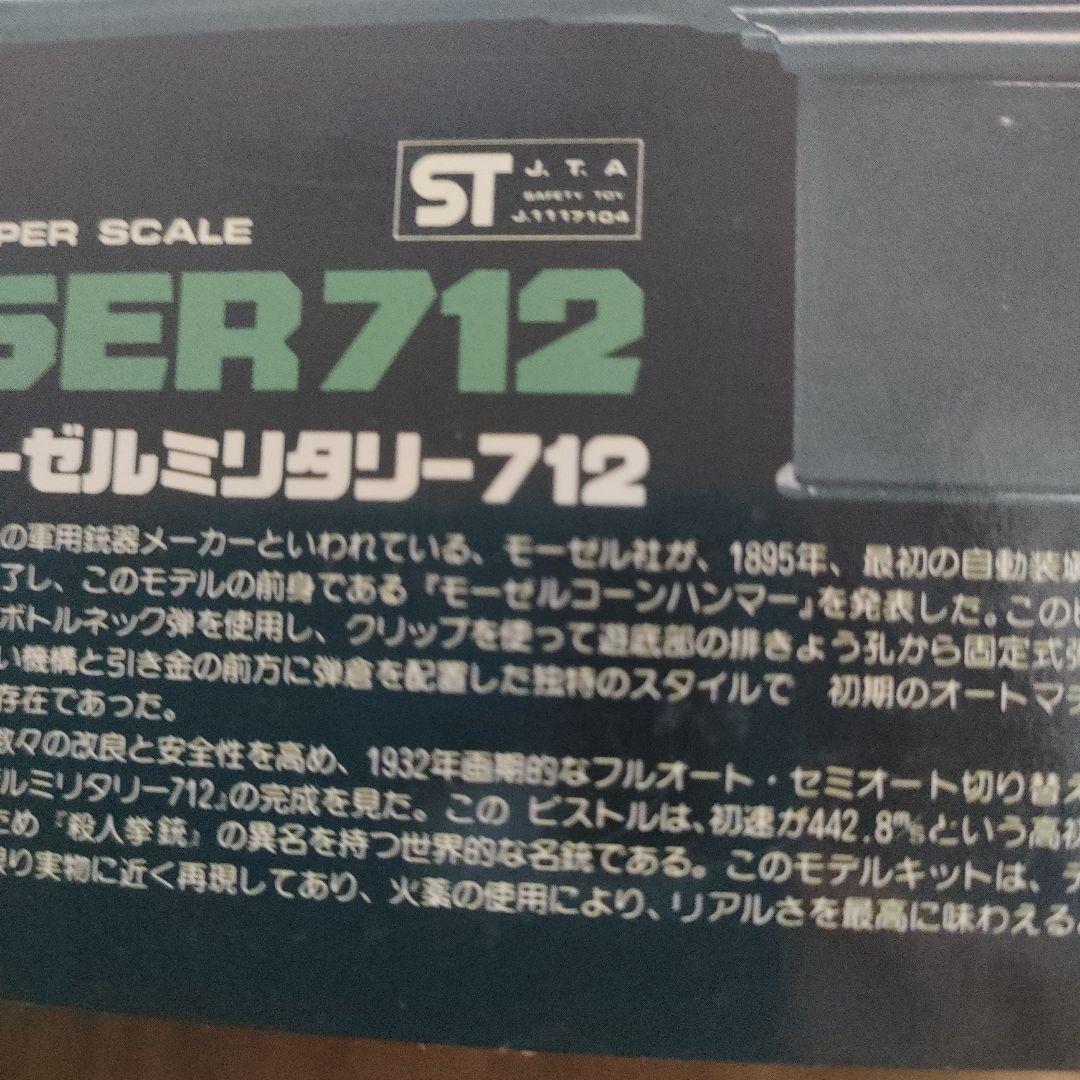 ST J. T. A
SAFETY TOY
J.1117104
PER SCALE
SER712
ーゼルミリタリー712
の軍用銃器メーカーといわれている、モーゼル社が、1895年、最初の自動装填
了し、このモデルの前身である『モーゼルコーンハンマー』を発表した。この
ボトルネック弾を使用し、クリップを使って遊底部の排きょう孔から固定式弾
い機構と引き金の前方に弾倉を配置した独特のスタイルで 初期のオートマチ
存在であった。
数々の改良と安全性を高め、1932年画期的なフルオート・セミオート切り替え
ルミリタリー712』の完成を見た。この ピストルは、初速が442.8m/sという高初
ため『殺人拳銃』の異名を持つ世界的な名銃である。このモデルキットは、デ
限り実物に近く再現してあり、火薬の使用により、リアルさを最高に味わえる